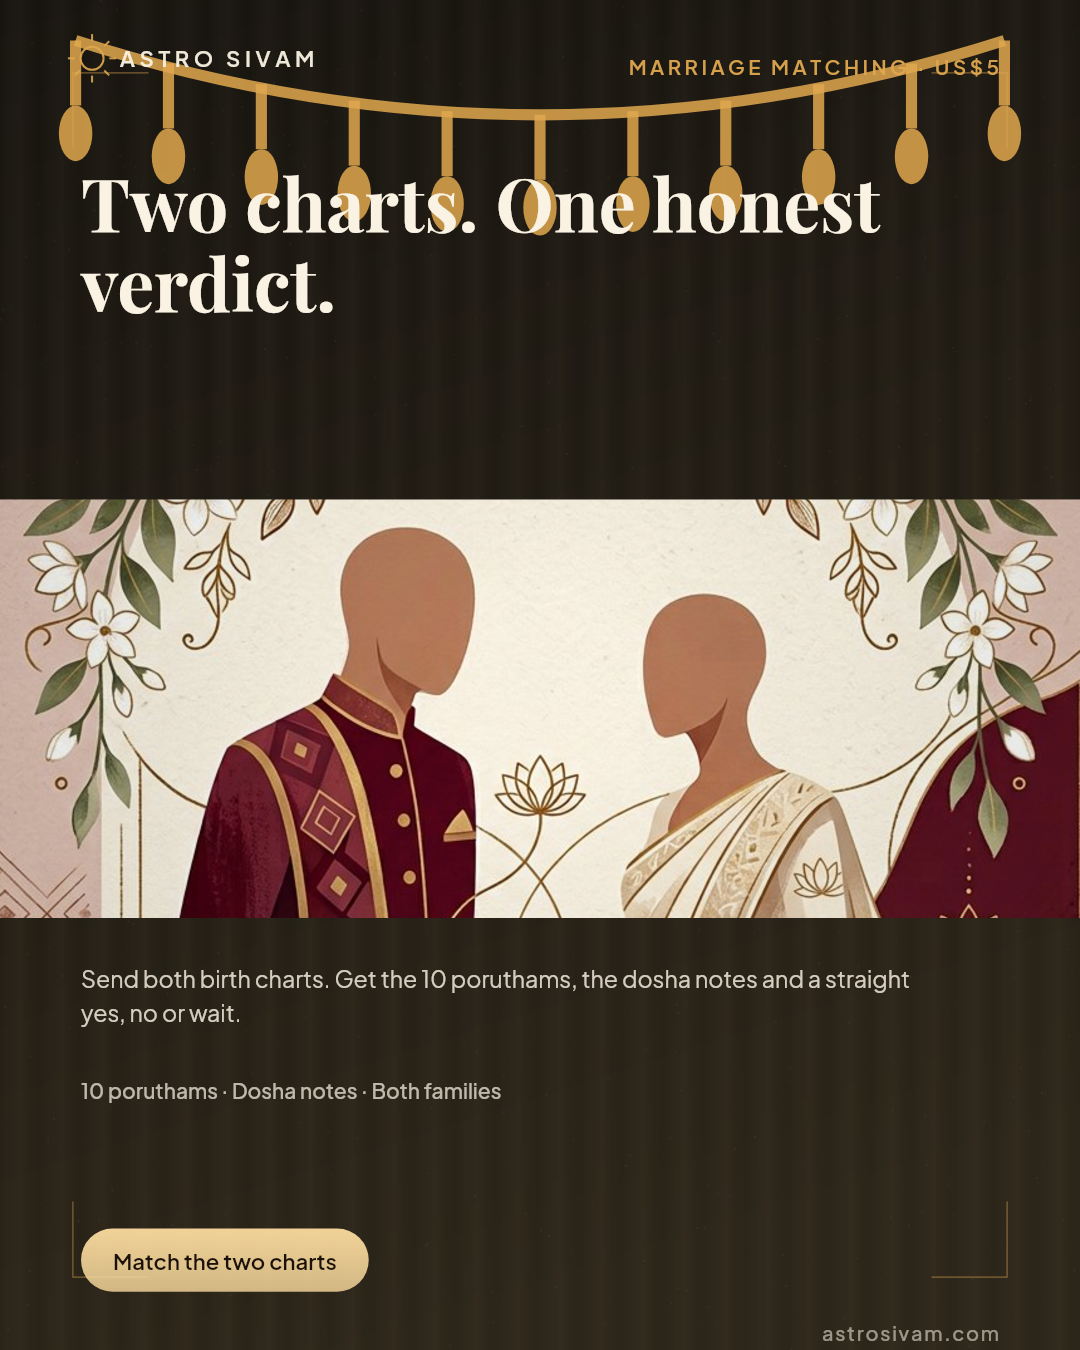 ASTRO SIVAM
MARRIAGE MATCHING · US$5
Two charts. One honest
verdict.
Send both birth charts. Get the 10 poruthams, the dosha notes and a straight
yes, no or wait.
10 poruthams · Dosha notes · Both families
Match the two charts
astrosivam.com